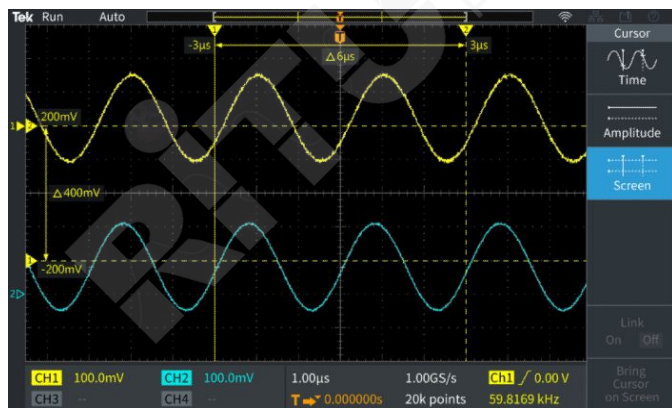 Tek Run Auto
Cursor
-3µs
3µs
Δ6µs
Time
200mV
Amplitude
Δ400mV
Screen
-200mV
Link
On Off
CH1 100.0mV CH2 100.0mV 1.00µs 1.00GS/s Ch1 0.00 V
CH3 -- CH4 -- T 0.000000s 20k points 59.8169 kHz
Bring
Cursor
on Screen